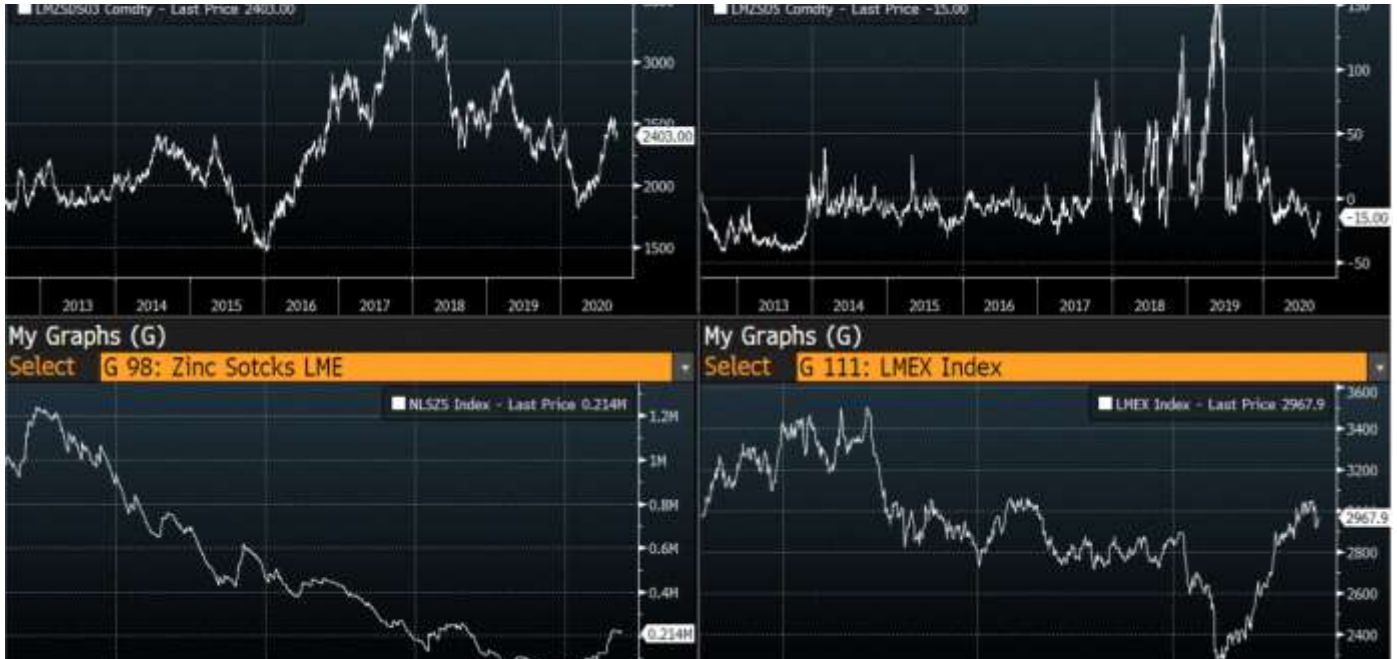 LMZSDS03 Comdty - Last Price 2403.00
3000
2500
2403.00
2000
1500
2013 2014 2015 2016 2017 2018 2019 2020
LMZSDS Comdty - Last Price -15.00
150
100
50
0
-15.00
-50
2013 2014 2015 2016 2017 2018 2019 2020
My Graphs (G)
Select G 98: Zinc Sotcks LME
NLSZS Index - Last Price 0.214M
1.2M
1M
0.8M
0.6M
0.4M
0.214M
My Graphs (G)
Select G 111: LMEX Index
LMEX Index - Last Price 2967.9
3600
3400
3200
3000
2967.9
2800
2600
2400